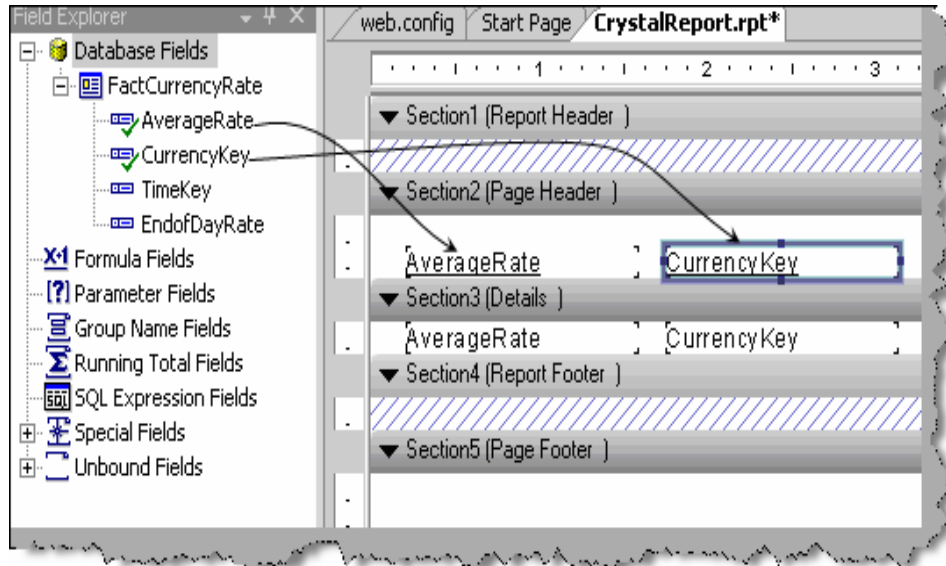 Field Explorer
web.config
Start Page
CrystalReport.rpt*
Database Fields
FactCurrencyRate
AverageRate
CurrencyKey
TimeKey
EndofDayRate
Formula Fields
Parameter Fields
Group Name Fields
Running Total Fields
SQL Expression Fields
Special Fields
Unbound Fields
1 2 3
Section1 (Report Header )
Section2 (Page Header )
AverageRate CurrencyKey
Section3 (Details )
AverageRate CurrencyKey
Section4 (Report Footer )
Section5 (Page Footer )